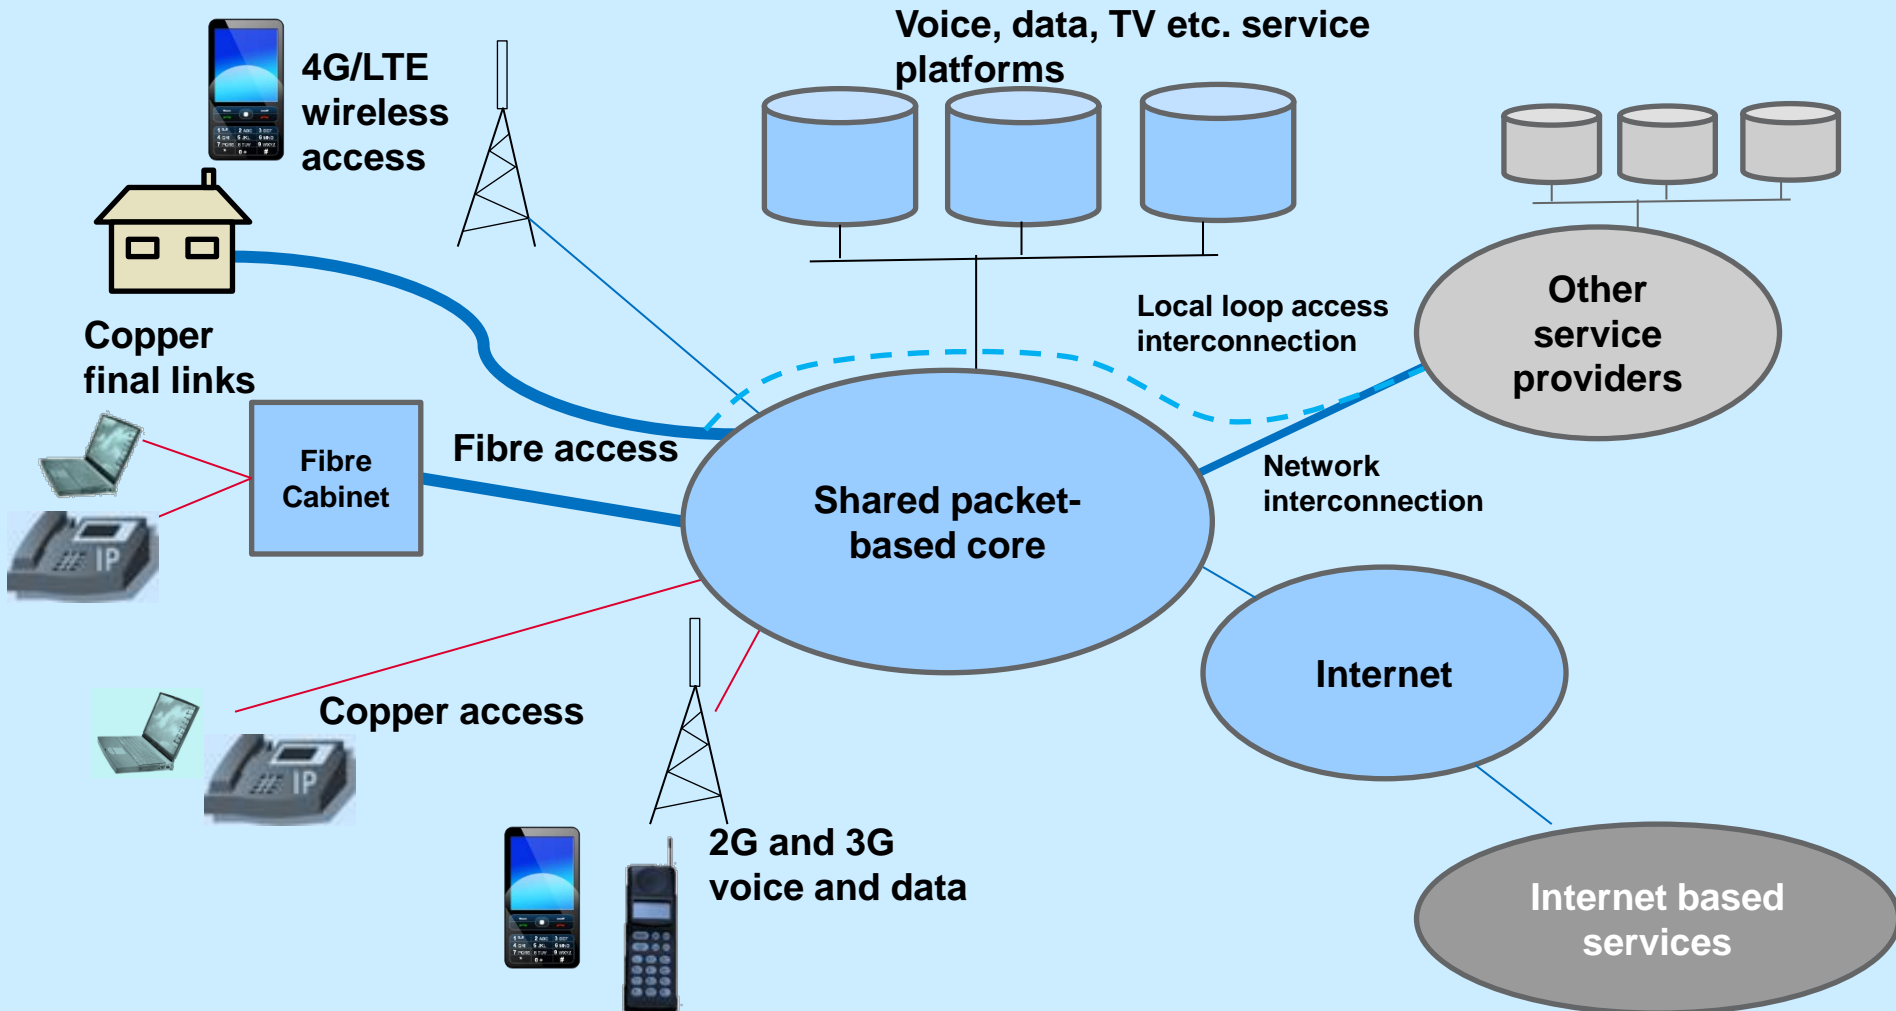 Voice, data, TV etc. service
platforms
4G/LTE
wireless
access
Other
service
providers
Local loop access
interconnection
Copper
final links
Fibre access
Fibre
Cabinet
Network
interconnection
Shared packet-
based core
IP
Internet
Copper access
IP
2G and 3G
voice and data
Internet based
services